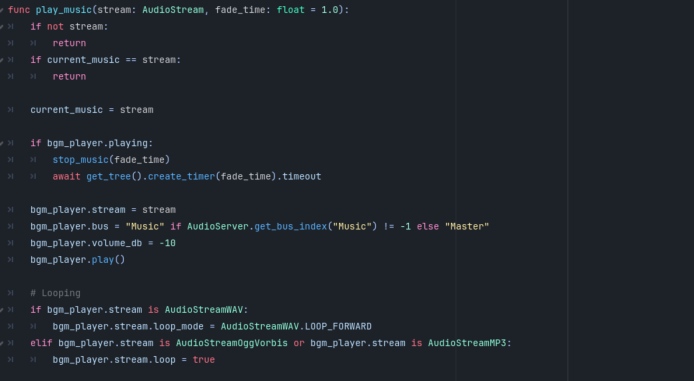 func play_music(stream: AudioStream, fade_time: float = 1.0):
if not stream:
return
if current_music == stream:
return
current_music = stream
if bgm_player.playing:
stop_music(fade_time)
await get_tree().create_timer(fade_time).timeout
bgm_player.stream = stream
bgm_player.bus = "Music" if AudioServer.get_bus_index("Music") != -1 else "Master"
bgm_player.volume_db = -10
bgm_player.play()
# Looping
if bgm_player.stream is AudioStreamWAV:
bgm_player.stream.loop_mode = AudioStreamWAV.LOOP_FORWARD
elif bgm_player.stream is AudioStreamOggVorbis or bgm_player.stream is AudioStreamMP3:
bgm_player.stream.loop = true